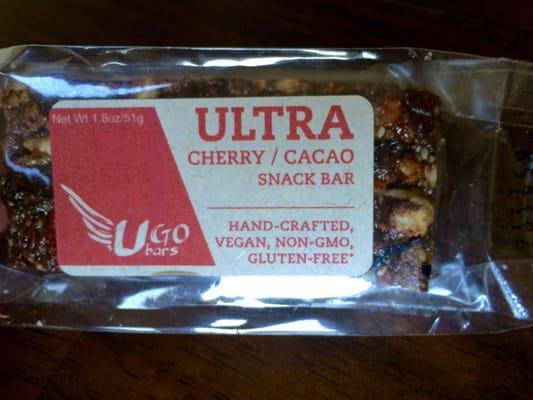 Net Wt 1.8oz/51g
ULTRA
CHERRY / CACAO
SNACK BAR
HAND-CRAFTED,
VEGAN, NON-GMO,
GLUTEN-FREE*
UGO
bars